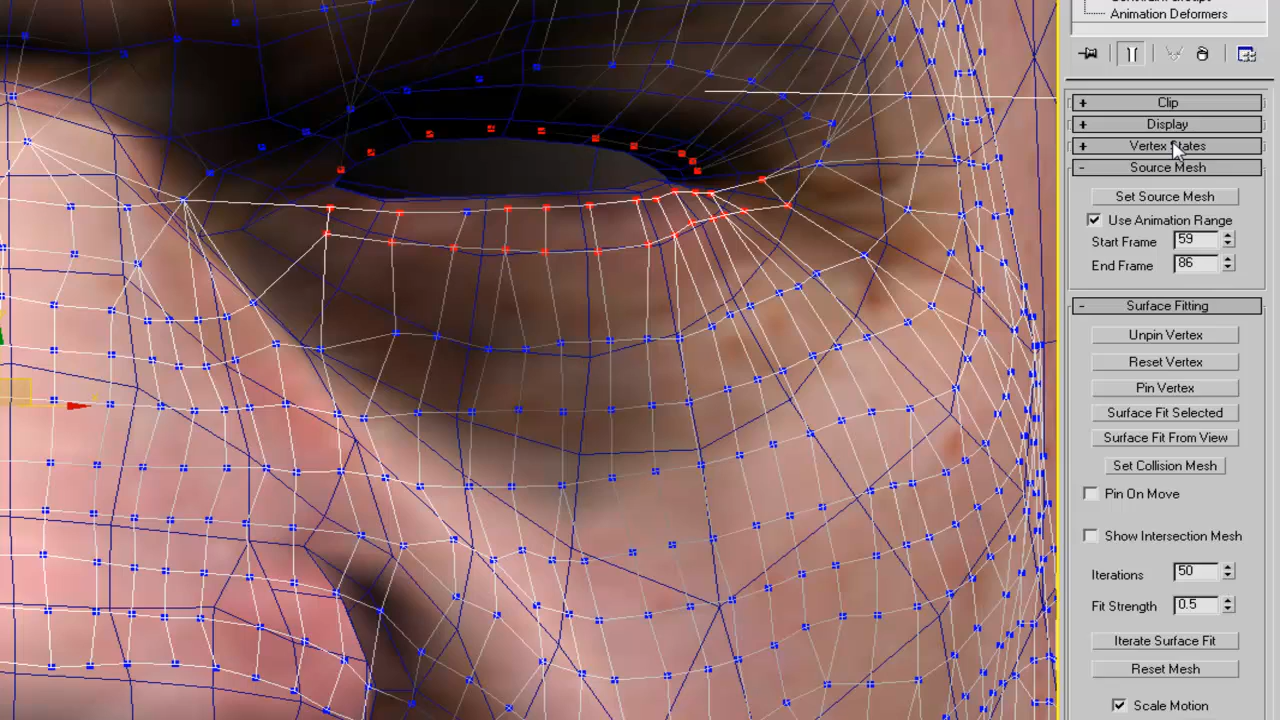 Animation Deformers
+ Clip
+ Display
+ Vertex States
- Source Mesh
Set Source Mesh
Use Animation Range
Start Frame 59
End Frame 86
- Surface Fitting
Unpin Vertex
Reset Vertex
Pin Vertex
Surface Fit Selected
Surface Fit From View
Set Collision Mesh
Pin On Move
Show Intersection Mesh
Iterations 50
Fit Strength 0.5
Iterate Surface Fit
Reset Mesh
Scale Motion